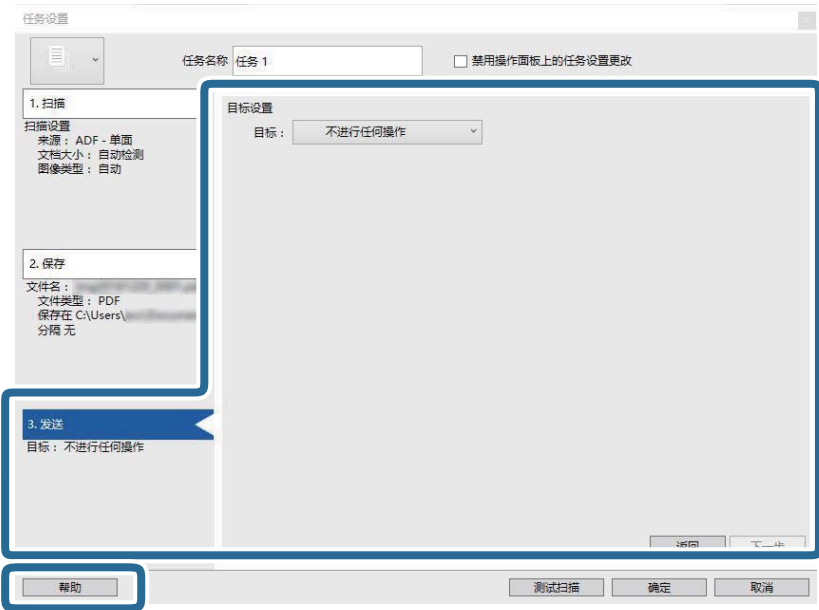 任务设置
任务名称 任务 1
禁用操作面板上的任务设置更改
1. 扫描
扫描设置
来源： ADF - 单面
文档大小： 自动检测
图像类型： 自动
2. 保存
文件名：
文件类型： PDF
保存在 C:\Users\
分隔 无
3. 发送
目标： 不进行任何操作
目标设置
目标： 不进行任何操作
返回 下一步
帮助 测试扫描 确定 取消